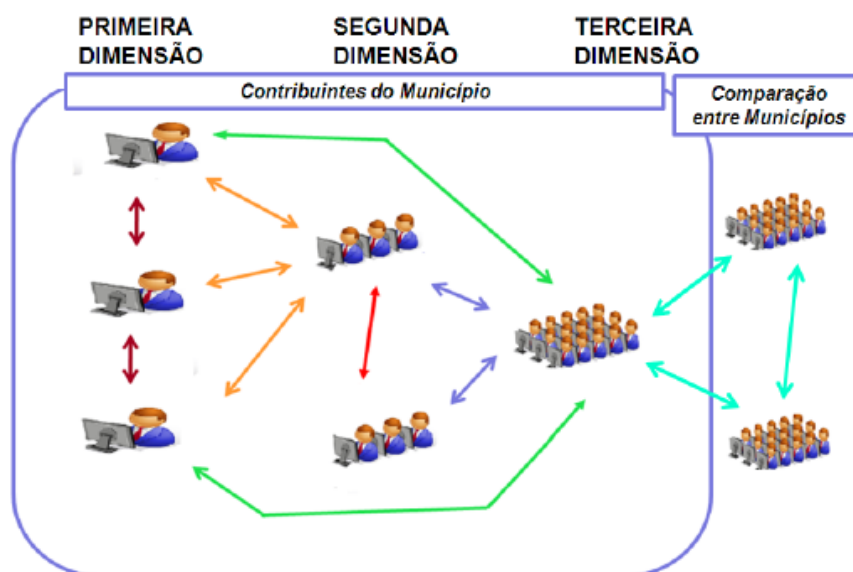 PRIMEIRA
DIMENSÃO
SEGUNDA
DIMENSÃO
TERCEIRA
DIMENSÃO
Contribuintes do Município
Comparação
entre Municípios